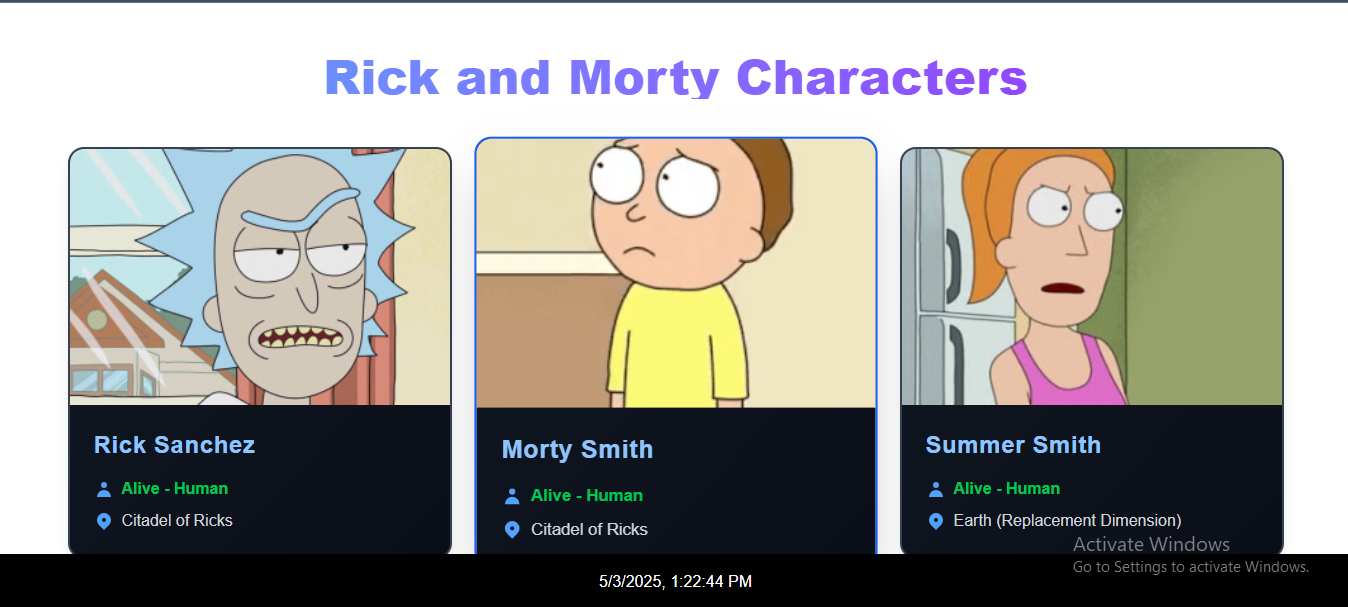 Rick and Morty Characters
Rick Sanchez
Alive - Human
Citadel of Ricks
Morty Smith
Alive - Human
Citadel of Ricks
Summer Smith
Alive - Human
Earth (Replacement Dimension)
Activate Windows
Go to Settings to activate Windows.
5/3/2025, 1:22:44 PM